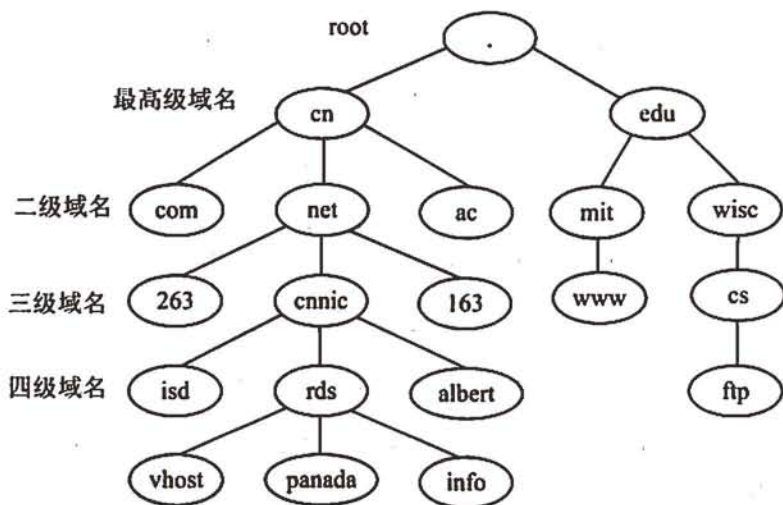 root .
最高级域名 cn edu
二级域名 com net ac mit wisc
三级域名 263 cnnic 163 www cs
四级域名 isd rds albert ftp
vhost panada info